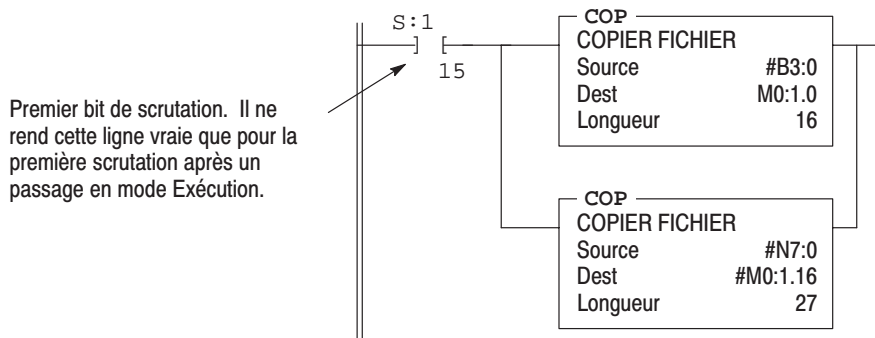 S:1
15
Premier bit de scrutation. Il ne
rend cette ligne vraie que pour la
première scrutation après un
passage en mode Exécution.
COP
COPIER FICHIER
Source #B3:0
Dest M0:1.0
Longueur 16
COP
COPIER FICHIER
Source #N7:0
Dest #M0:1.16
Longueur 27